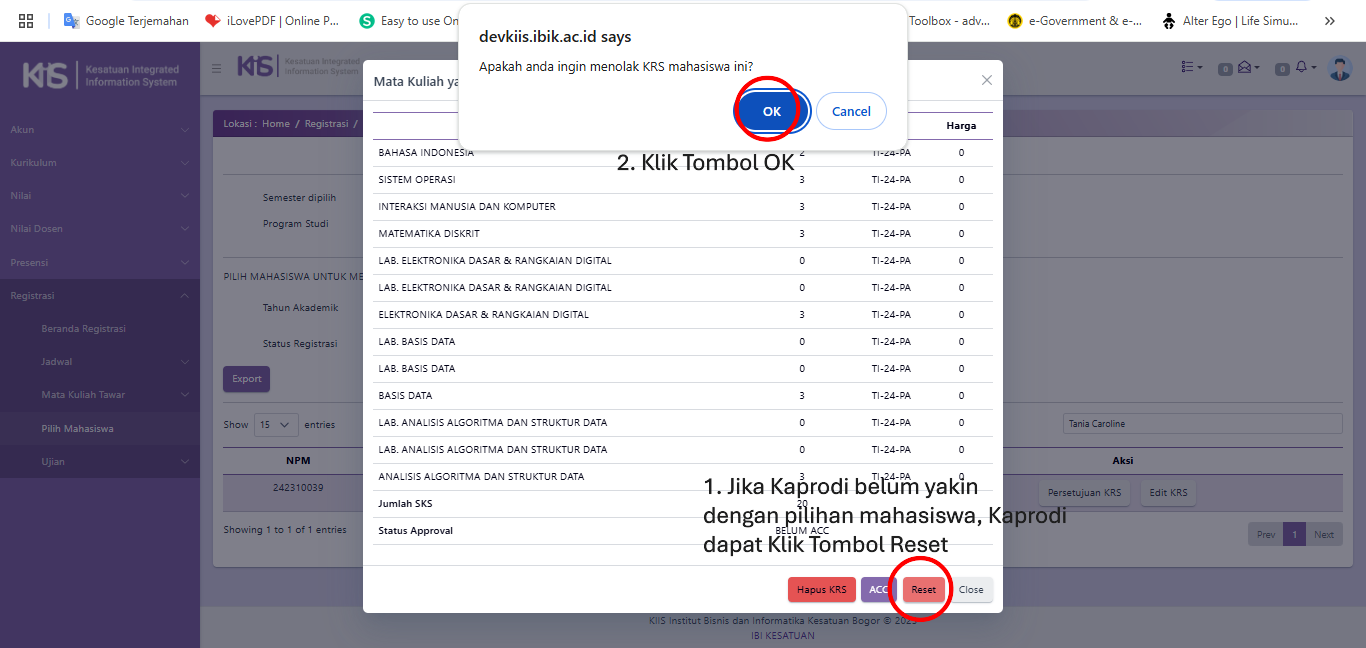 Google Terjemahan
iLovePDF | Online P...
Easy to use On
Toolbox - adv...
e-Government & e-...
Alter Ego | Life Simu...
devkiis.ibik.ac.id says
Apakah anda ingin menolak KRS mahasiswa ini?
OK
Cancel
2. Klik Tombol OK
KIIS
Kesatuan Integrated
Information System
KIIS
Kesatuan Integrated
Information System
0
0
Akun
Kurikulum
Nilai
Nilai Dosen
Presensi
Registrasi
Beranda Registrasi
Jadwal
Mata Kuliah Tawar
Pilih Mahasiswa
Ujian
Lokasi : Home / Registrasi /
Semester dipilih
Program Studi
PILIH MAHASISWA UNTUK ME
Tahun Akademik
Status Registrasi
Export
Show 15 entries
Tania Caroline
NPM
Aksi
242310039
Persetujuan KRS
Edit KRS
Showing 1 to 1 of 1 entries
Prev 1 Next
Mata Kuliah ya
Harga
BAHASA INDONESIA 2 TI-24-PA 0
SISTEM OPERASI 3 TI-24-PA 0
INTERAKSI MANUSIA DAN KOMPUTER 3 TI-24-PA 0
MATEMATIKA DISKRIT 3 TI-24-PA 0
LAB. ELEKTRONIKA DASAR & RANGKAIAN DIGITAL 0 TI-24-PA 0
LAB. ELEKTRONIKA DASAR & RANGKAIAN DIGITAL 0 TI-24-PA 0
ELEKTRONIKA DASAR & RANGKAIAN DIGITAL 3 TI-24-PA 0
LAB. BASIS DATA 0 TI-24-PA 0
LAB. BASIS DATA 0 TI-24-PA 0
BASIS DATA 3 TI-24-PA 0
LAB. ANALISIS ALGORITMA DAN STRUKTUR DATA 0 TI-24-PA 0
LAB. ANALISIS ALGORITMA DAN STRUKTUR DATA 0 TI-24-PA 0
ANALISIS ALGORITMA DAN STRUKTUR DATA 3 TI-24-PA 0
Jumlah SKS 20
Status Approval BELUM ACC
1. Jika Kaprodi belum yakin
dengan pilihan mahasiswa, Kaprodi
dapat Klik Tombol Reset
Hapus KRS
ACC
Reset
Close
KIIS Institut Bisnis dan Informatika Kesatuan Bogor ©
IBI KESATUAN